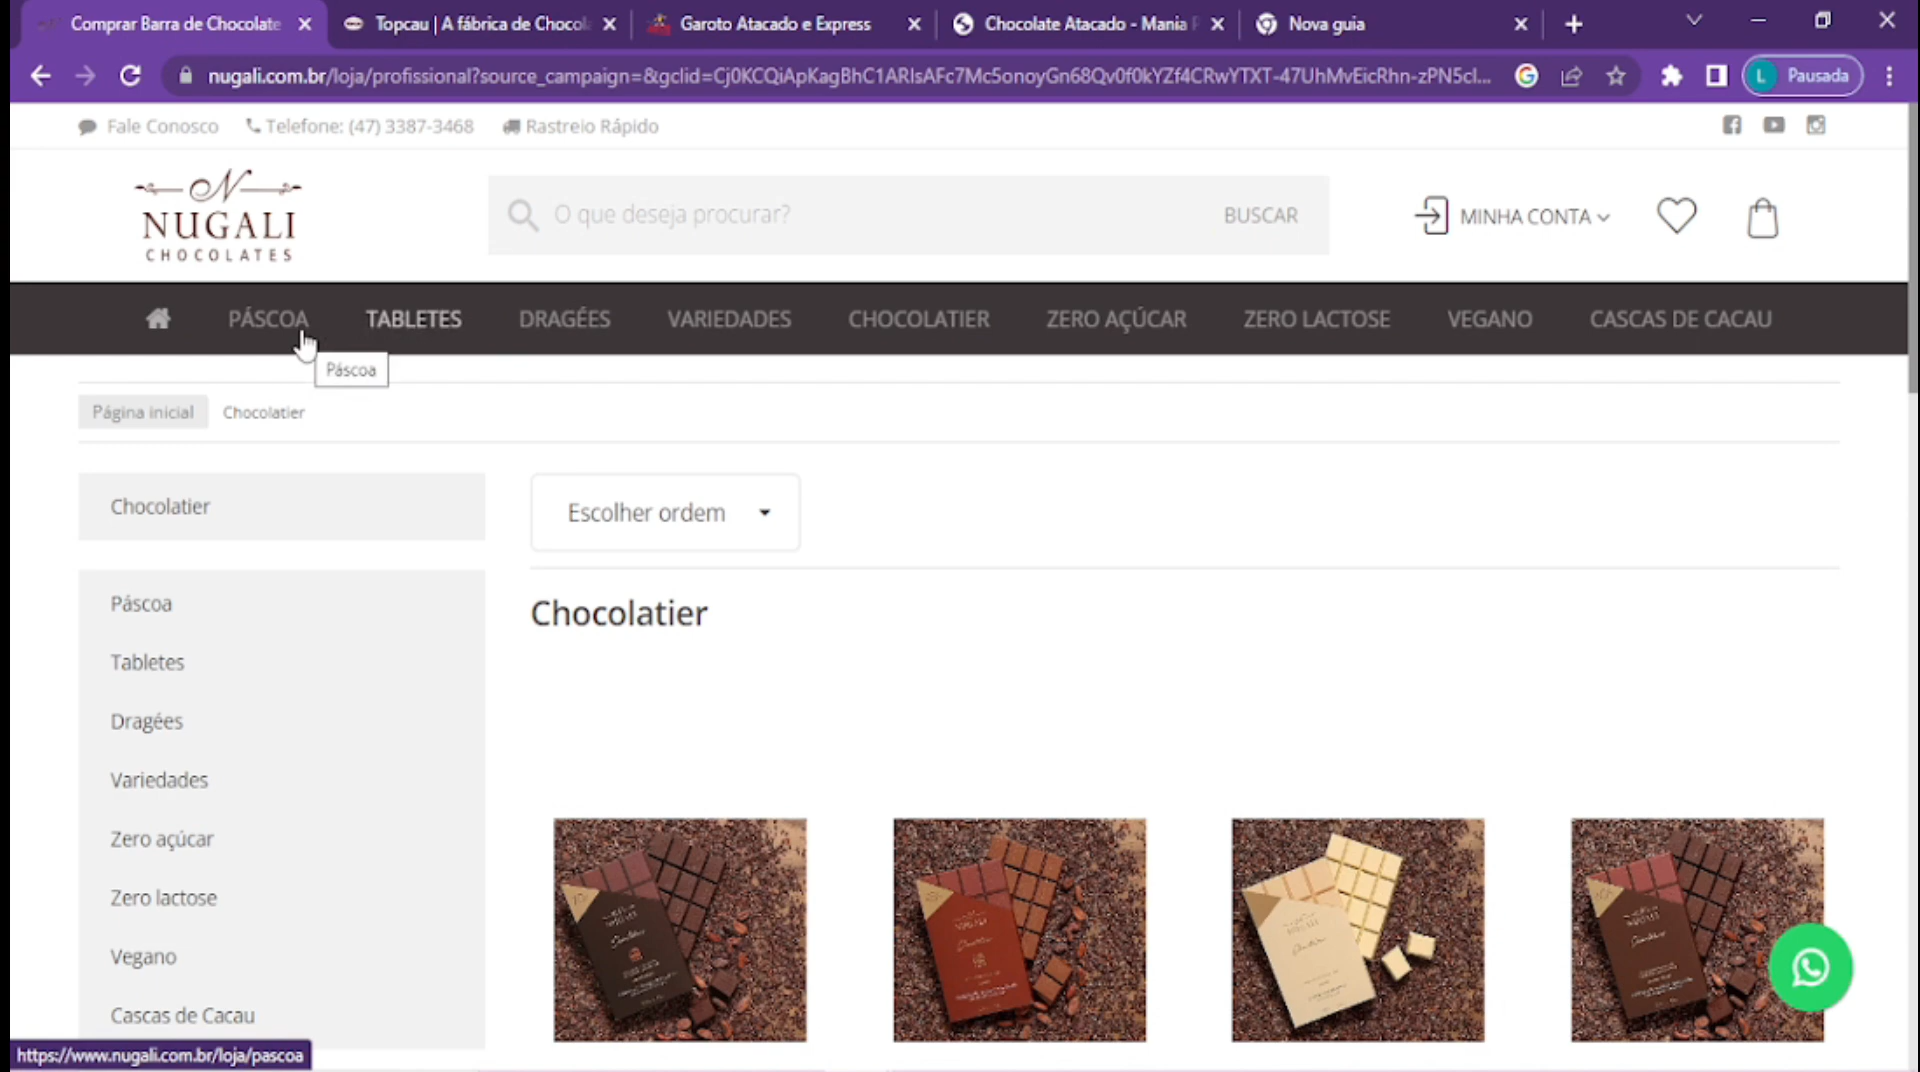 Comprar Barra de Chocolate
Topcau | A fábrica de Chocol
Garoto Atacado e Express
Chocolate Atacado - Mania
Nova guia
nugali.com.br/loja/profissional?source_campaign=&gclid=Cj0KCQiApKagBhC1ARIsAFc7Mc5onoyGn68Qv0f0kYZf4CRwYTXT-47UhMvEicRhn-zPN5cI...
L Pausada
Fale Conosco
Telefone: (47) 3387-3468
Rastreio Rápido
N
NUGALI
CHOCOLATES
O que deseja procurar?
BUSCAR
MINHA CONTA
PÁSCOA
TABLETES
DRAGÉES
VARIEDADES
CHOCOLATIER
ZERO AÇÚCAR
ZERO LACTOSE
VEGANO
CASCAS DE CACAU
Páscoa
Página inicial
Chocolatier
Chocolatier
Escolher ordem
Chocolatier
Páscoa
Tabletes
Dragées
Variedades
Zero açúcar
Zero lactose
Vegano
Cascas de Cacau
https://www.nugali.com.br/loja/pascoa